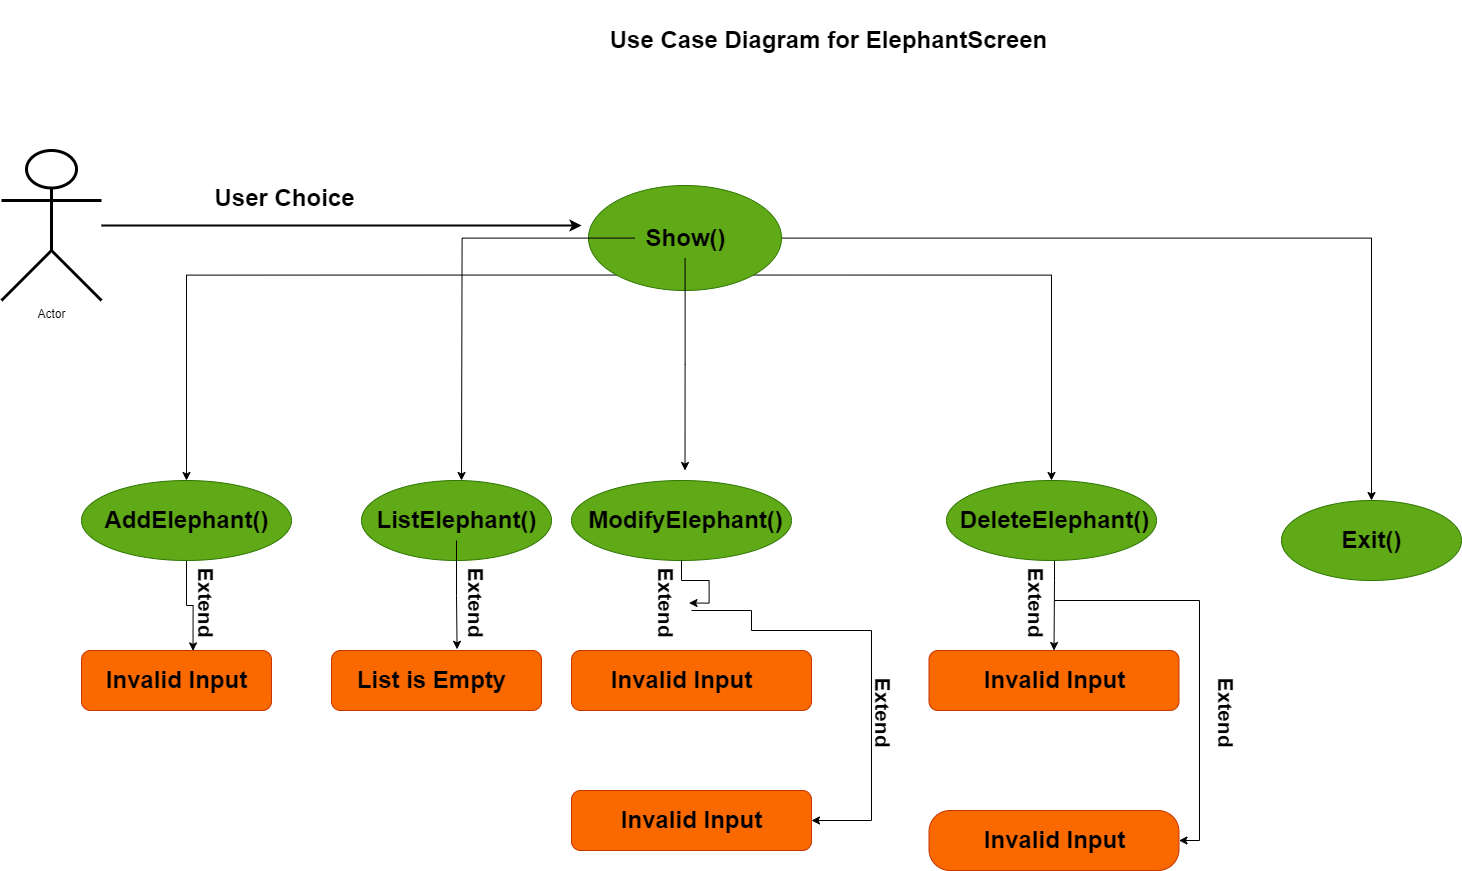 Use Case Diagram for ElephantScreen
User Choice
Show()
Actor
AddElephant()
ListElephant()
ModifyElephant()
DeleteElephant()
Exit()
Extend
Extend
Extend
Extend
Invalid Input
List is Empty
Invalid Input
Invalid Input
Extend
Extend
Invalid Input
Invalid Input